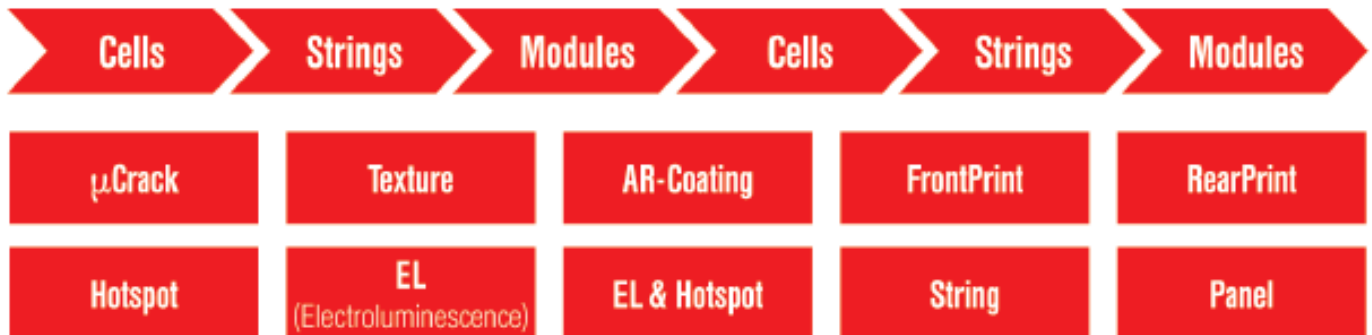 Cells Strings Modules Cells Strings Modules
μCrack Texture AR-Coating FrontPrint RearPrint
Hotspot EL (Electroluminescence) EL & Hotspot String Panel